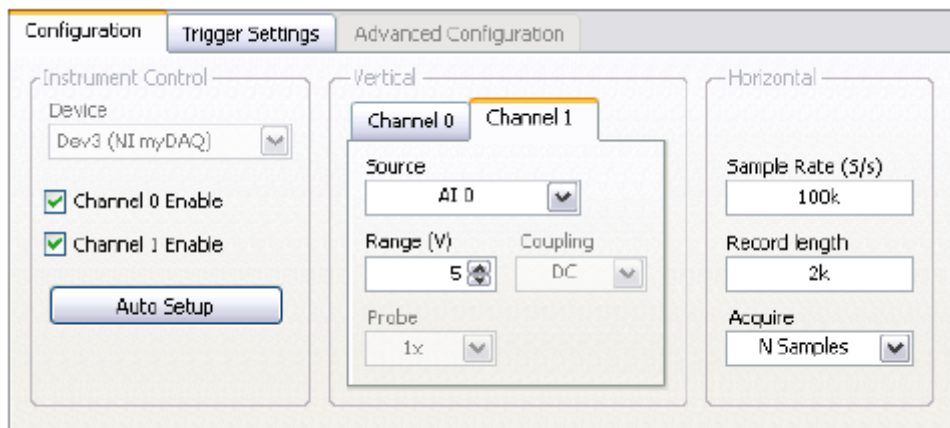 Configuration
Trigger Settings
Advanced Configuration
Instrument Control
Device
Dev3 (NI myDAQ)
Channel 0 Enable
Channel 1 Enable
Auto Setup
Vertical
Channel 0
Channel 1
Source
AI 0
Range (V)
5
Coupling
DC
Probe
1x
Horizontal
Sample Rate (S/s)
100k
Record length
2k
Acquire
N Samples